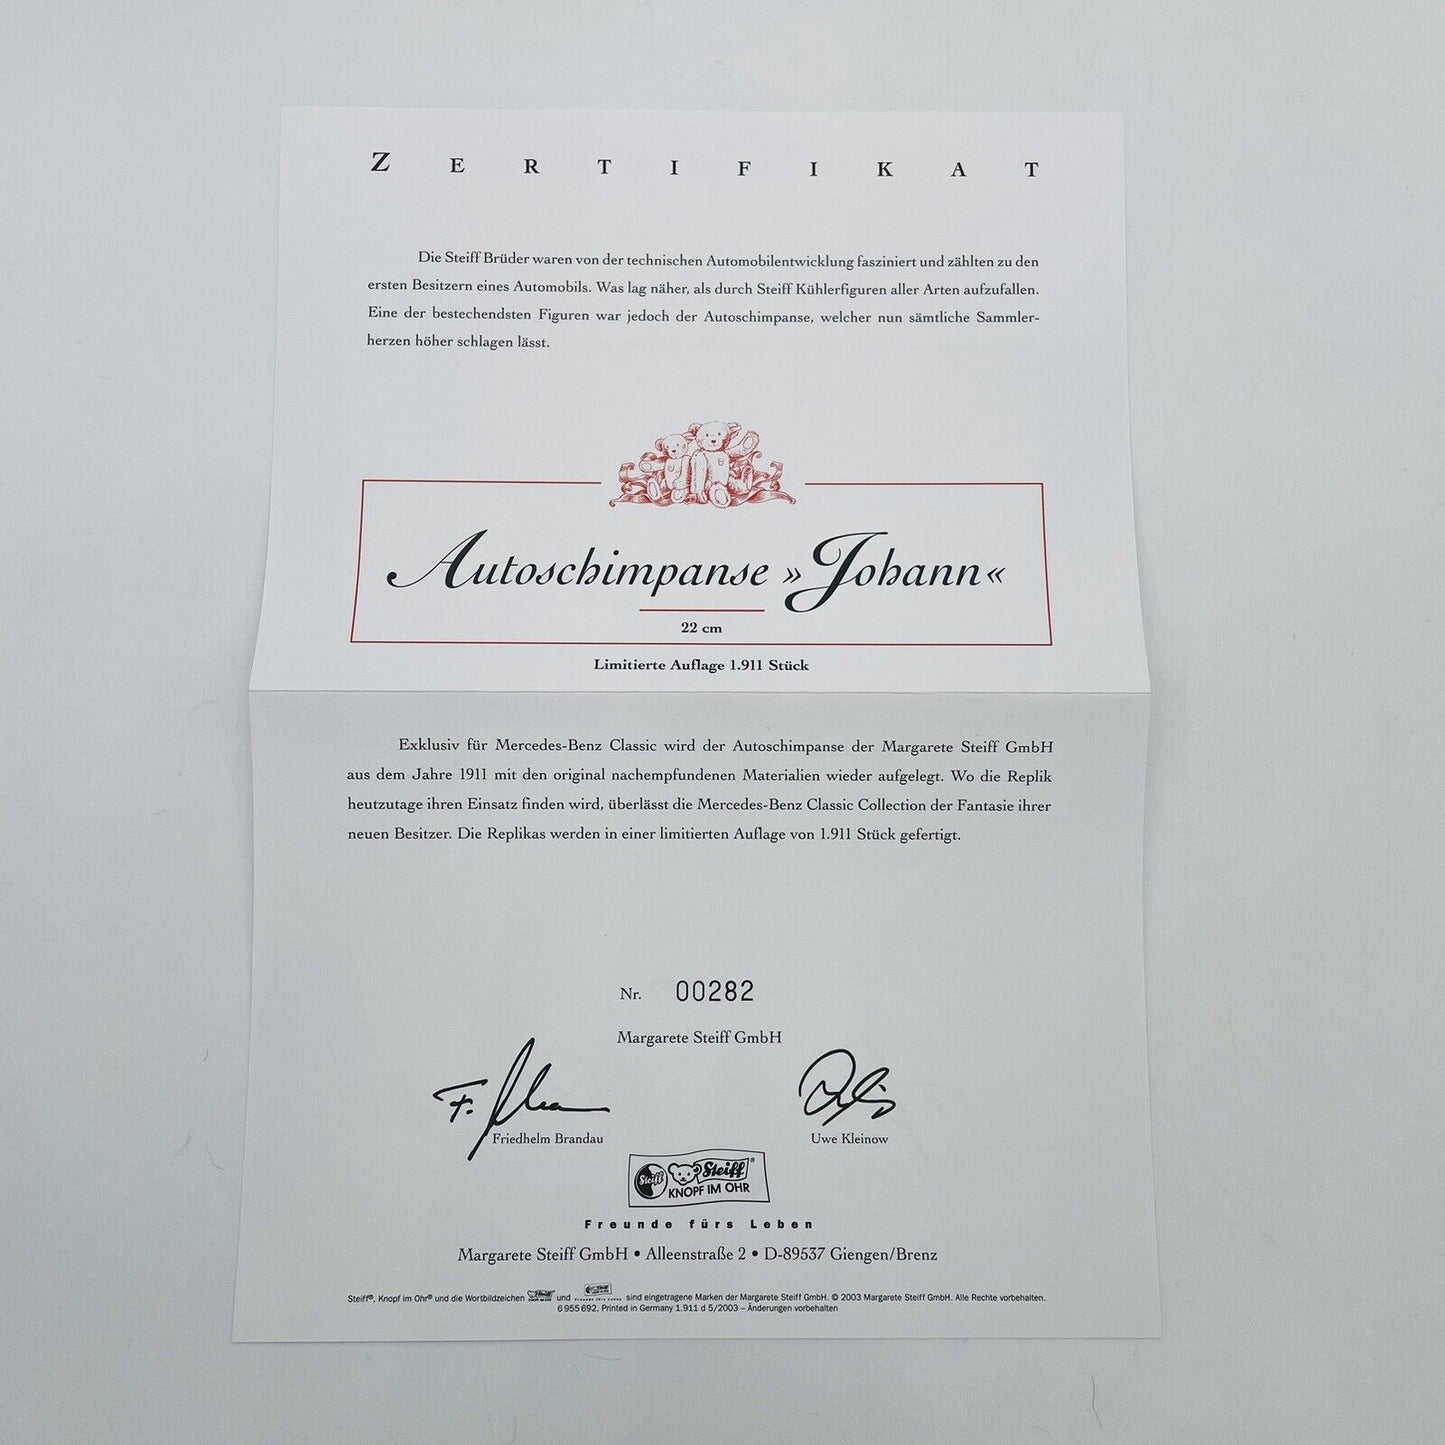 ZERTIFIKAT
Die Steiff Brüder waren von der technischen Automobilentwicklung fasziniert und zählten zu den
ersten Besitzern eines Automobils. Was lag näher, als durch Steiff Kühlerfiguren aller Arten aufzufallen.
Eine der bestechendsten Figuren war jedoch der Autoschimpanse, welcher nun sämtliche Sammler-
herzen höher schlagen lässt.
Autoschimpanse »Johann«
22 cm
Limitierte Auflage 1.911 Stück
Exklusiv für Mercedes-Benz Classic wird der Autoschimpanse der Margarete Steiff GmbH
aus dem Jahre 1911 mit den original nachempfundenen Materialien wieder aufgelegt. Wo die Replik
heutzutage ihren Einsatz finden wird, überlässt die Mercedes-Benz Classic Collection der Fantasie ihrer
neuen Besitzer. Die Replikas werden in einer limitierten Auflage von 1.911 Stück gefertigt.
Nr. 00282
Margarete Steiff GmbH
Friedhelm Brandau Uwe Kleinow
Steiff Steiff®
KNOPF IM OHR
Freunde fürs Leben
Margarete Steiff GmbH • Alleenstraße 2 • D-89537 Giengen/Brenz
Steiff®, Knopf im Ohr® und die Wortbildzeichen und sind eingetragene Marken der Margarete Steiff GmbH. © 2003 Margarete Steiff GmbH. Alle Rechte vorbehalten.
6 955 692, Printed in Germany 1.911 d 5/2003 – Änderungen vorbehalten